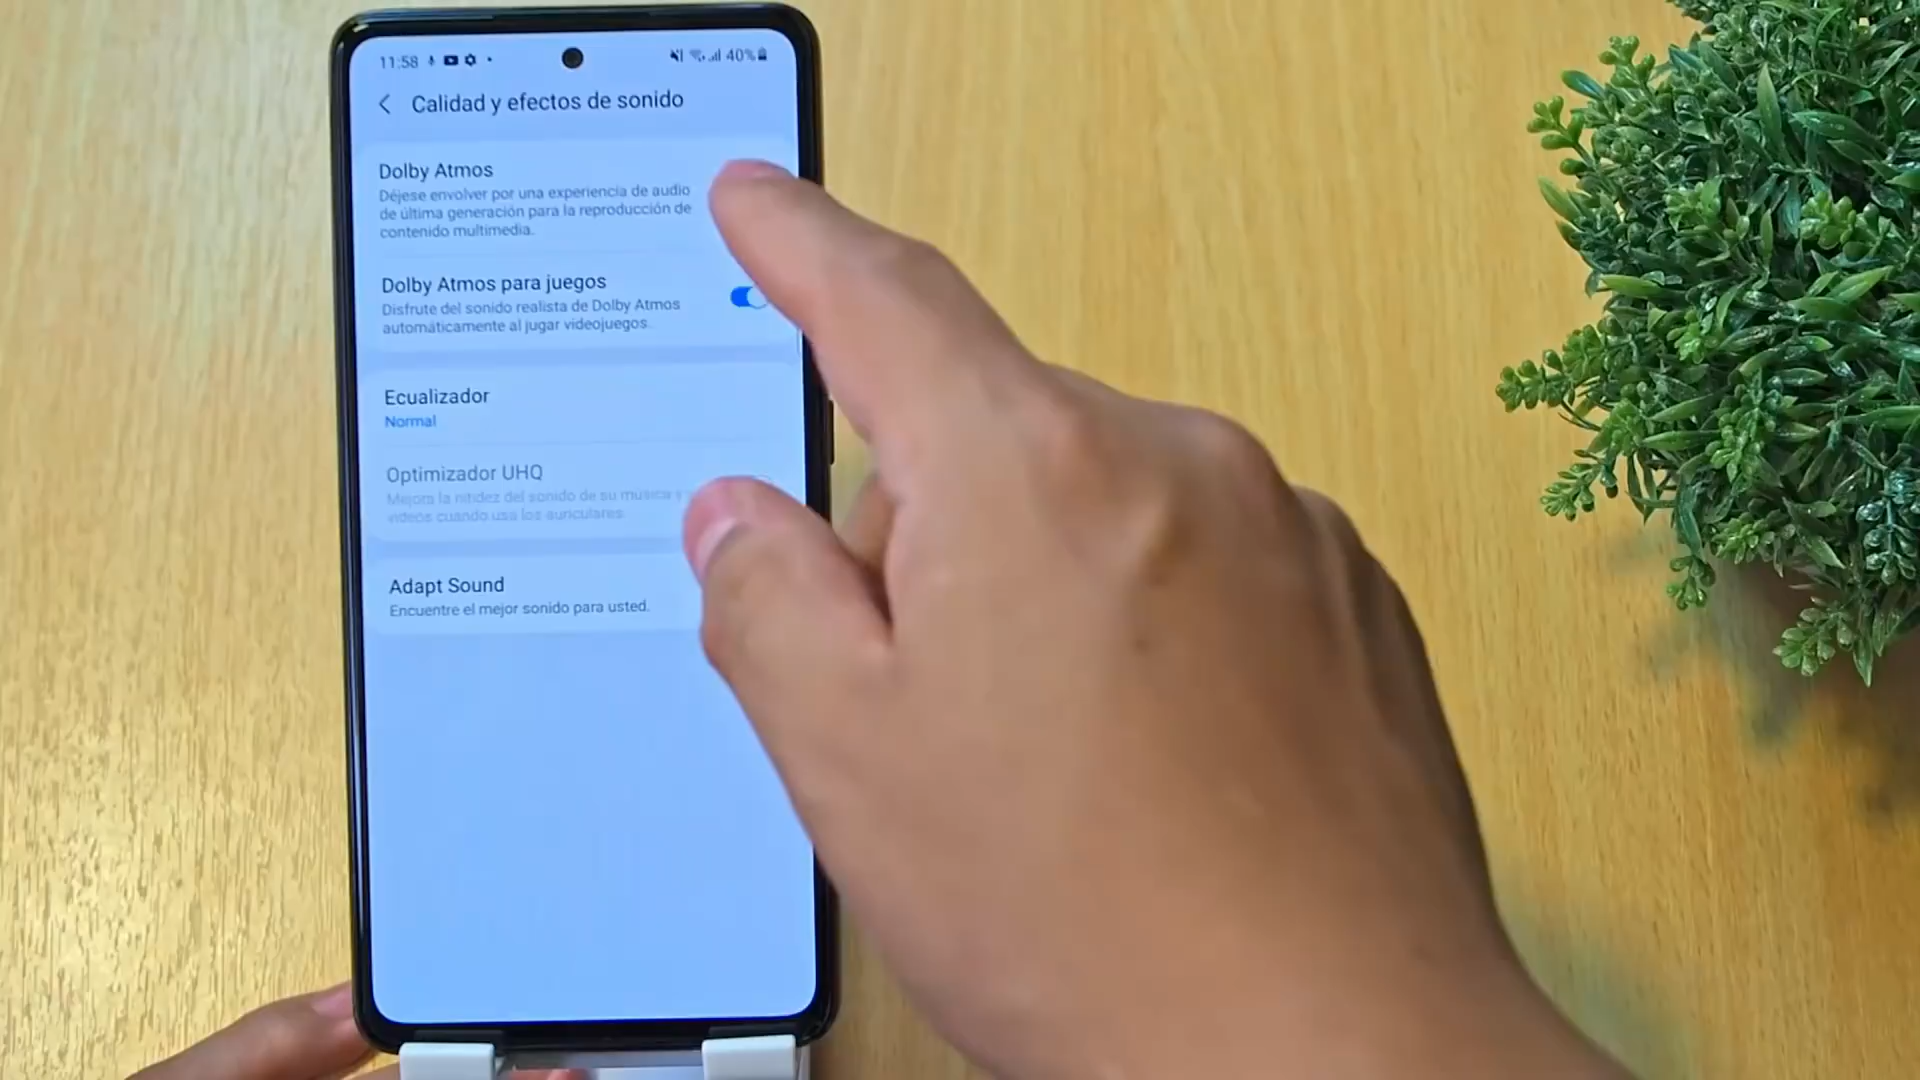 11:58
40%
Calidad y efectos de sonido
Dolby Atmos
Déjese envolver por una experiencia de audio
de última generación para la reproducción de
contenido multimedia.
Dolby Atmos para juegos
Disfrute del sonido realista de Dolby Atmos
automáticamente al jugar videojuegos.
Ecualizador
Normal
Optimizador UHQ
Mejora la nitidez del sonido de su música y
videos cuando usa los auriculares.
Adapt Sound
Encuentre el mejor sonido para usted.